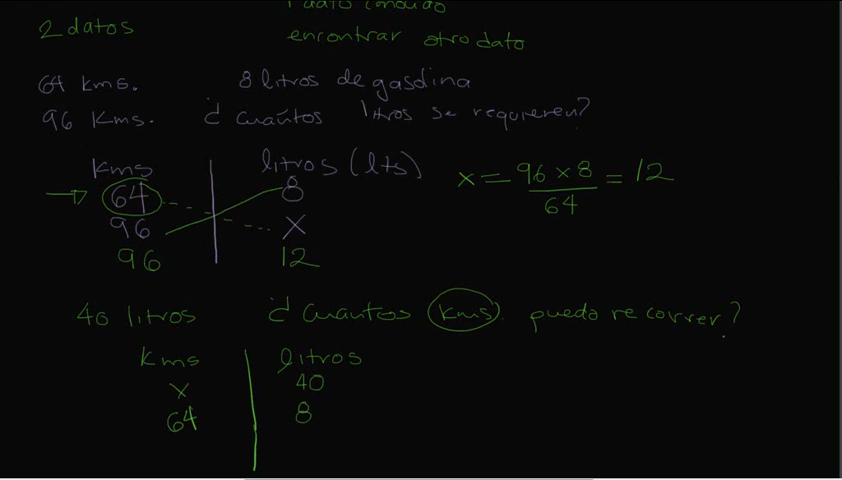 1 dato conocido
2 datos
encontrar otro dato
64 kms. 8 litros de gasolina
96 Kms. ¿ cuántos litros se requieren?
kms litros (lts)
64 8
96 X
96 12
x = 96 x 8 / 64 = 12
40 litros ¿ cuantos kms. puedo recorrer?
kms litros
x 40
64 8